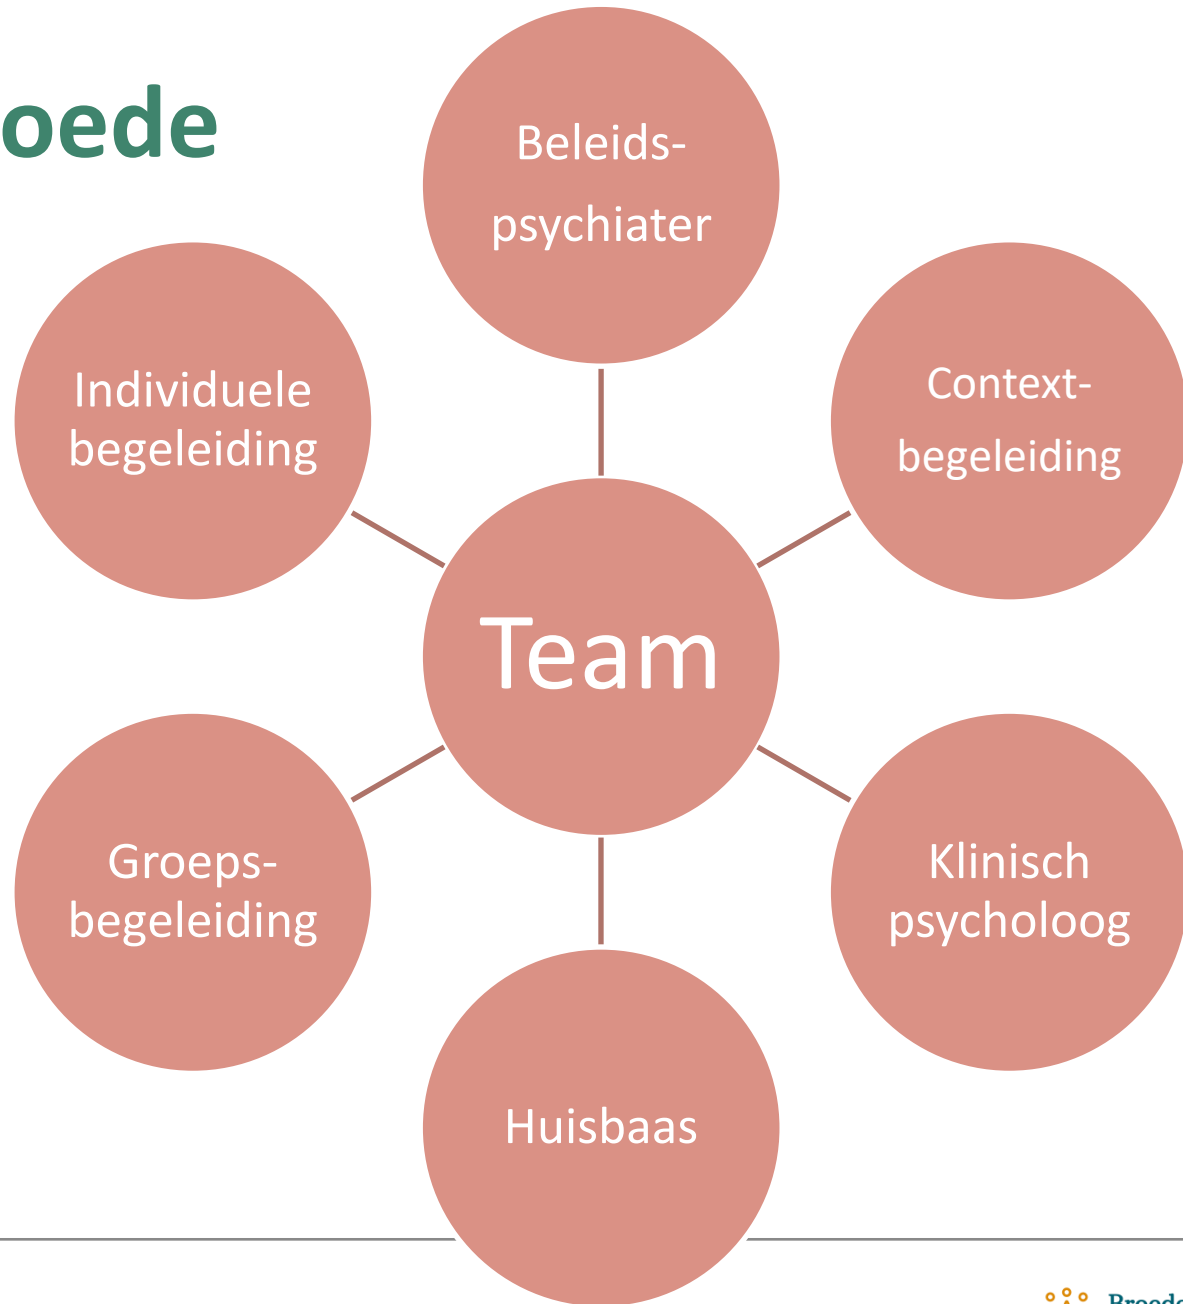 oede
Beleids-
psychiater
Context-
begeleiding
Klinisch
psycholoog
Huisbaas
Groeps-
begeleiding
Individuele
begeleiding
Team